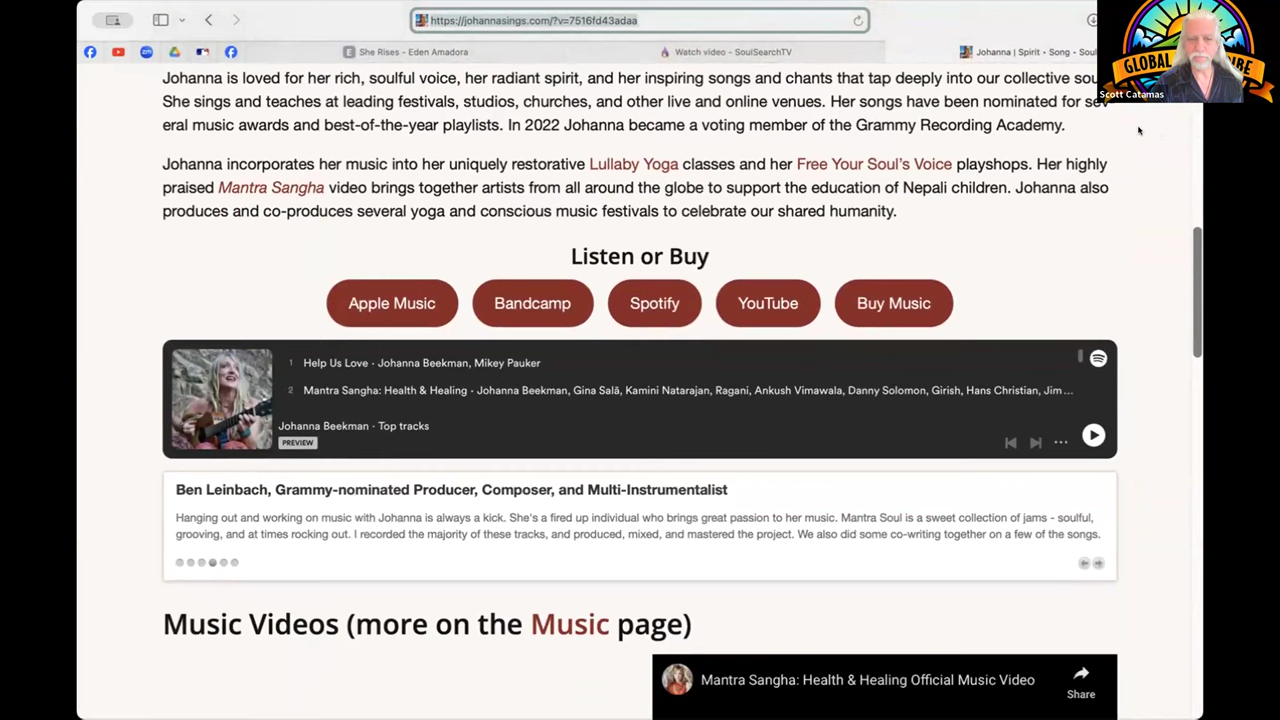 https://johannasings.com/?v=7516fd43adaa
She Rises - Eden Amadora
Watch video - SoulSearchTV
Johanna | Spirit • Song - Soul
GLOBAL
Scott Catamas
Johanna is loved for her rich, soulful voice, her radiant spirit, and her inspiring songs and chants that tap deeply into our collective
She sings and teaches at leading festivals, studios, churches, and other live and online venues. Her songs have been nominated for sev
eral music awards and best-of-the-year playlists. In 2022 Johanna became a voting member of the Grammy Recording Academy.
Johanna incorporates her music into her uniquely restorative Lullaby Yoga classes and her Free Your Soul's Voice playshops. Her highly
praised Mantra Sangha video brings together artists from all around the globe to support the education of Nepali children. Johanna also
produces and co-produces several yoga and conscious music festivals to celebrate our shared humanity.
Listen or Buy
Apple Music
Bandcamp
Spotify
YouTube
Buy Music
1 Help Us Love · Johanna Beekman, Mikey Pauker
2 Mantra Sangha: Health & Healing · Johanna Beekman, Gina Salā, Kamini Natarajan, Ragani, Ankush Vimawala, Danny Solomon, Girish, Hans Christian, Jim ...
Johanna Beekman · Top tracks
PREVIEW
Ben Leinbach, Grammy-nominated Producer, Composer, and Multi-Instrumentalist
Hanging out and working on music with Johanna is always a kick. She's a fired up individual who brings great passion to her music. Mantra Soul is a sweet collection of jams - soulful,
grooving, and at times rocking out. I recorded the majority of these tracks, and produced, mixed, and mastered the project. We also did some co-writing together on a few of the songs.
Music Videos (more on the Music page)
Mantra Sangha: Health & Healing Official Music Video
Share